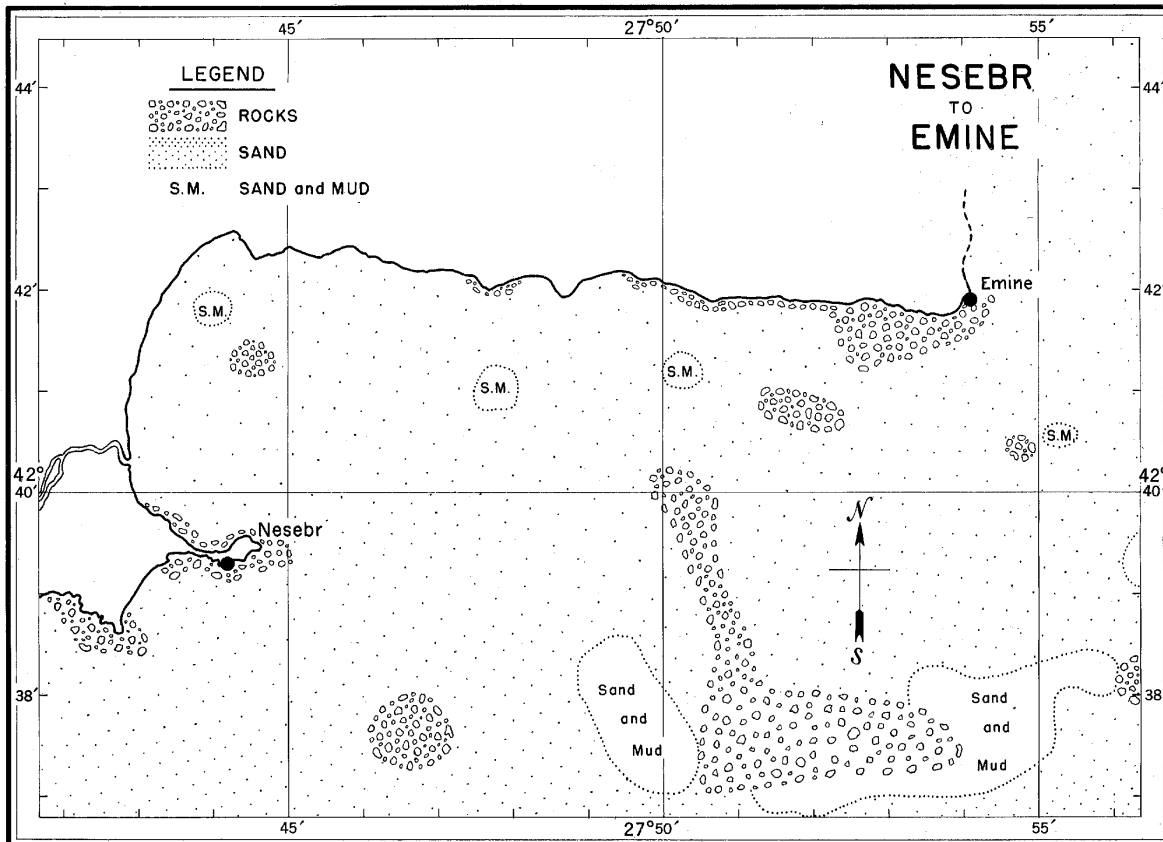 45' 27°50' 55'
44' 44'
LEGEND
ROCKS
SAND
S.M. SAND and MUD
NESEBR
TO
EMINE
42' 42'
Emine
S.M.
S.M.
S.M.
S.M.
42° 42°
40' 40'
N
Nesebr
S
38' 38'
Sand
and
Mud
Sand
and
Mud
45' 27°50' 55'